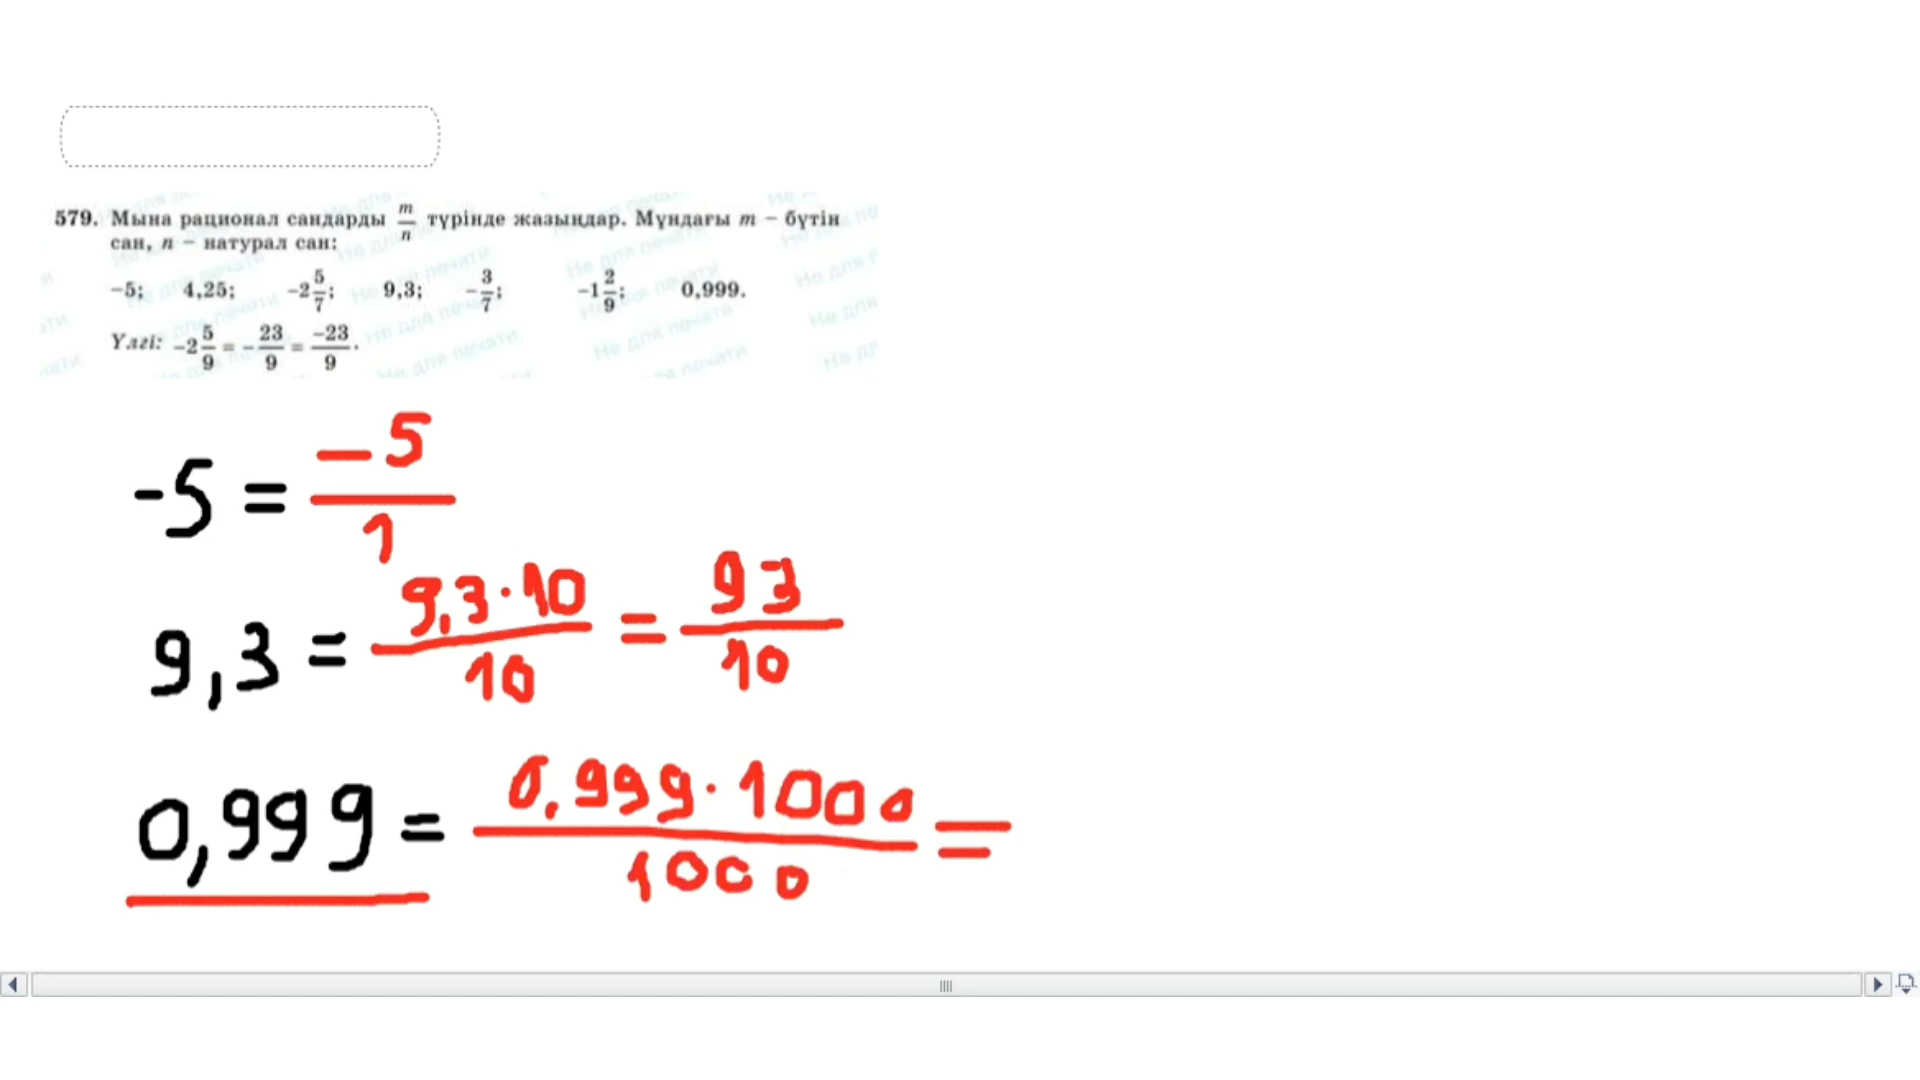 579. Мына рационал сандарды m/n түрінде жазыңдар. Мұндағы m – бүтін
сан, n – натурал сан:
–5; 4,25; –2 5/7; 9,3; –3/7; –1 2/9; 0,999.
Үлгі: –2 5/9 = –23/9 = –23/9.
-5 = -5/1
9,3 = 9,3·10/10 = 93/10
0,999 = 0,999·1000/1000 =